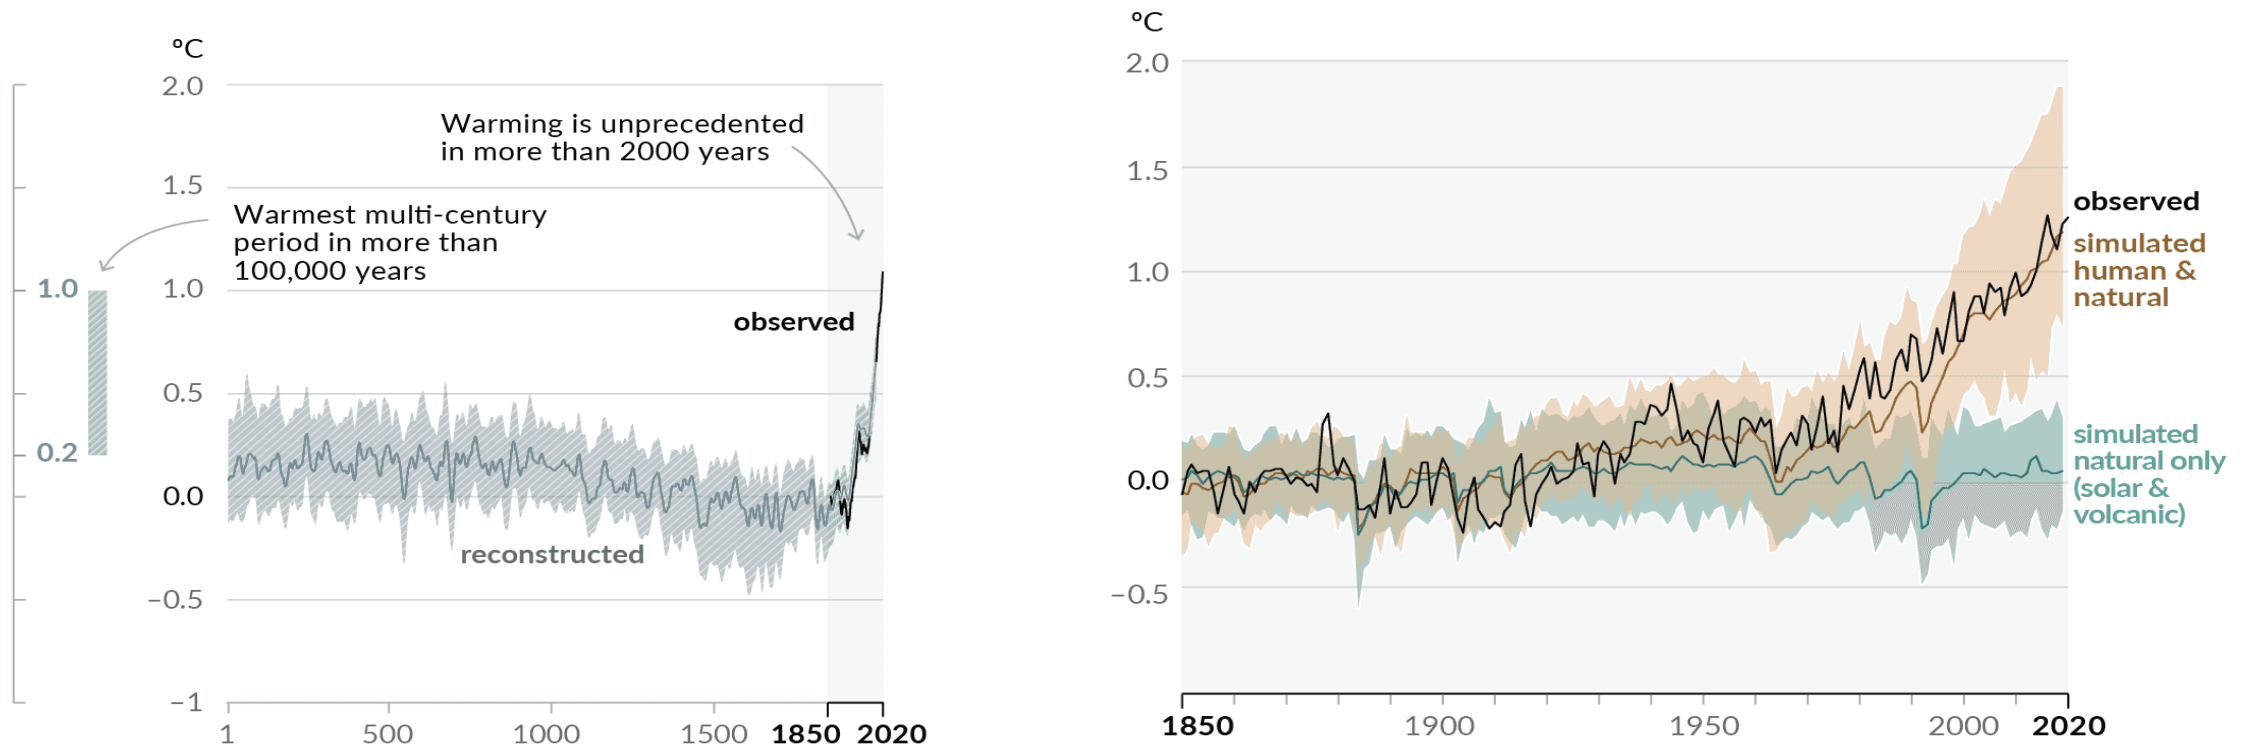 °C
2.0
Warming is unprecedented
in more than 2000 years
1.5
Warmest multi-century
period in more than
100,000 years
1.0
1.0
observed
0.5
0.2
0.0
reconstructed
−0.5
−1
1 500 1000 1500 1850 2020
°C
2.0
1.5
observed
simulated
human &
natural
1.0
0.5
simulated
natural only
(solar &
volcanic)
0.0
−0.5
1850 1900 1950 2000 2020